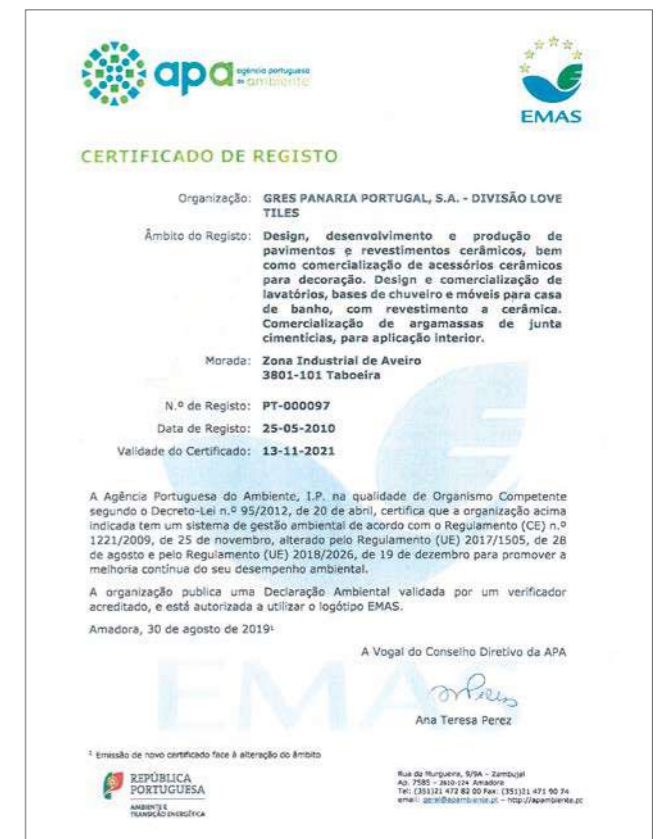 apa agência portuguesa do ambiente
EMAS
CERTIFICADO DE REGISTO
Organização: GRES PANARIA PORTUGAL, S.A. - DIVISÃO LOVE
TILES
Âmbito do Registo: Design, desenvolvimento e produção de
pavimentos e revestimentos cerâmicos, bem
como comercialização de acessórios cerâmicos
para decoração. Design e comercialização de
lavatórios, bases de chuveiro e móveis para casa
de banho, com revestimento a cerâmica.
Comercialização de argamassas de junta
cimentícias, para aplicação interior.
Morada: Zona Industrial de Aveiro
3801-101 Taboeira
N.º de Registo: PT-000097
Data de Registo: 25-05-2010
Validade do Certificado: 13-11-2021
A Agência Portuguesa do Ambiente, I.P. na qualidade de Organismo Competente
segundo o Decreto-Lei n.º 95/2012, de 20 de abril, certifica que a organização acima
indicada tem um sistema de gestão ambiental de acordo com o Regulamento (CE) n.º
1221/2009, de 25 de novembro, alterado pelo Regulamento (UE) 2017/1505, de 28
de agosto e pelo Regulamento (UE) 2018/2026, de 19 de dezembro para promover a
melhoria contínua do seu desempenho ambiental.
A organização publica uma Declaração Ambiental validada por um verificador
acreditado, e está autorizada a utilizar o logótipo EMAS.
Amadora, 30 de agosto de 2019¹
A Vogal do Conselho Diretivo da APA
Ana Teresa Perez
EMAS
¹ Emissão de novo certificado face à alteração do âmbito
REPÚBLICA
PORTUGUESA
AMBIENTE E
TRANSIÇÃO ENERGÉTICA
Rua da Murgueira, 9/9A – Zambujal
Ap. 7585 – 2610-124 Amadora
Tel: (351)21 472 82 00 Fax: (351)21 471 90 74
email: geral@apambiente.pt – http://apambiente.pt